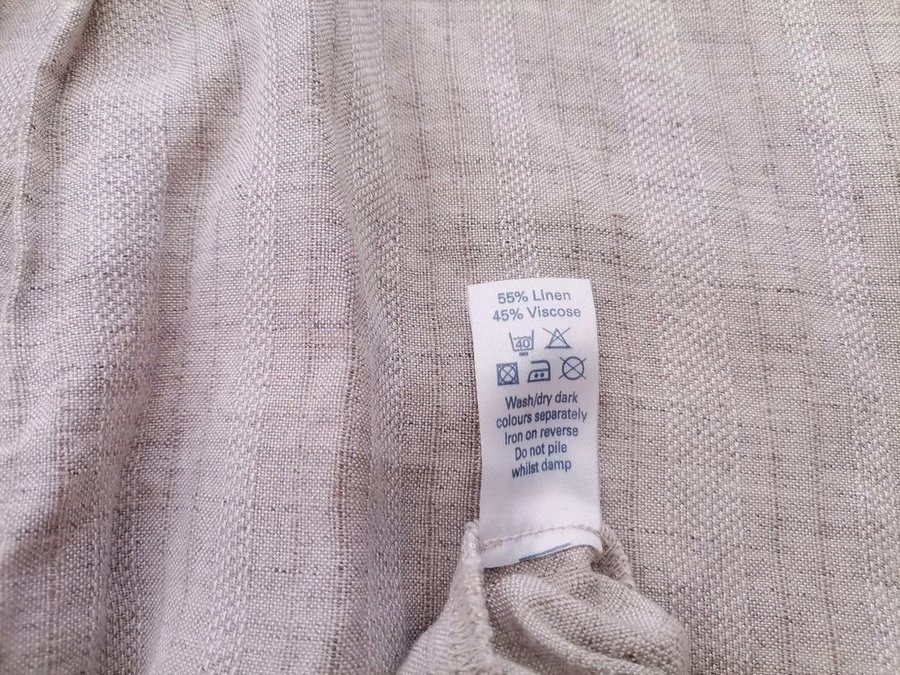 55% Linen
45% Viscose
40
Wash/dry dark
colours separately
Iron on reverse
Do not pile
whilst damp